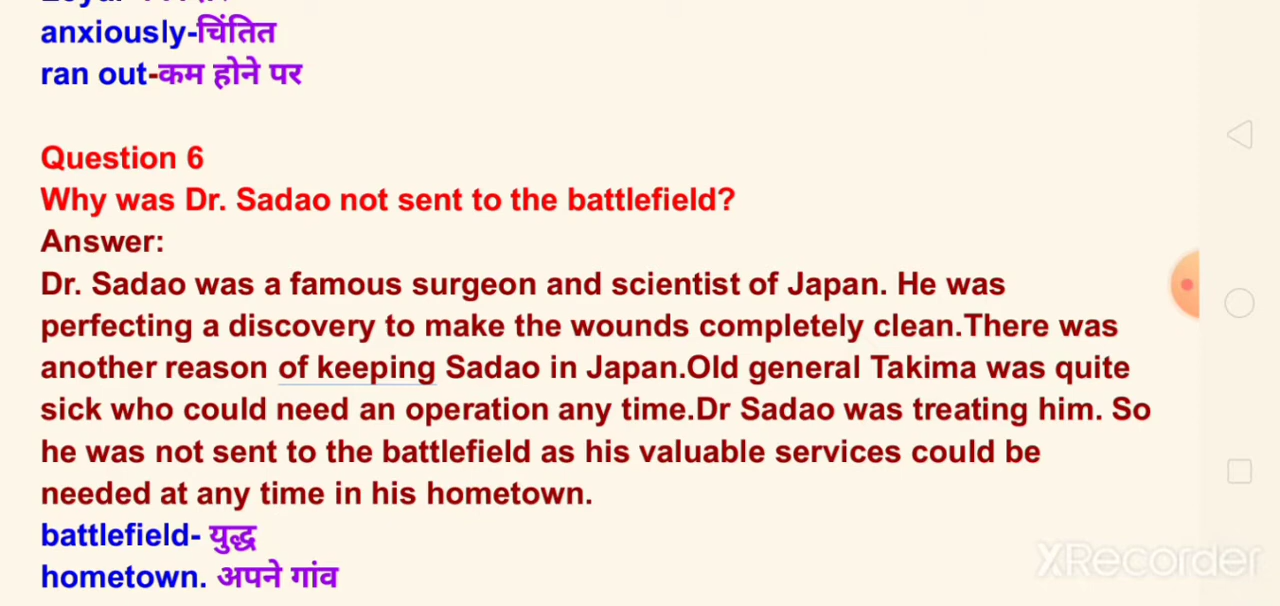 anxiously-चिंतित
ran out-कम होने पर
Question 6
Why was Dr. Sadao not sent to the battlefield?
Answer:
Dr. Sadao was a famous surgeon and scientist of Japan. He was
perfecting a discovery to make the wounds completely clean.There was
another reason of keeping Sadao in Japan.Old general Takima was quite
sick who could need an operation any time.Dr Sadao was treating him. So
he was not sent to the battlefield as his valuable services could be
needed at any time in his hometown.
battlefield- युद्ध
hometown. अपने गांव
XRecorder